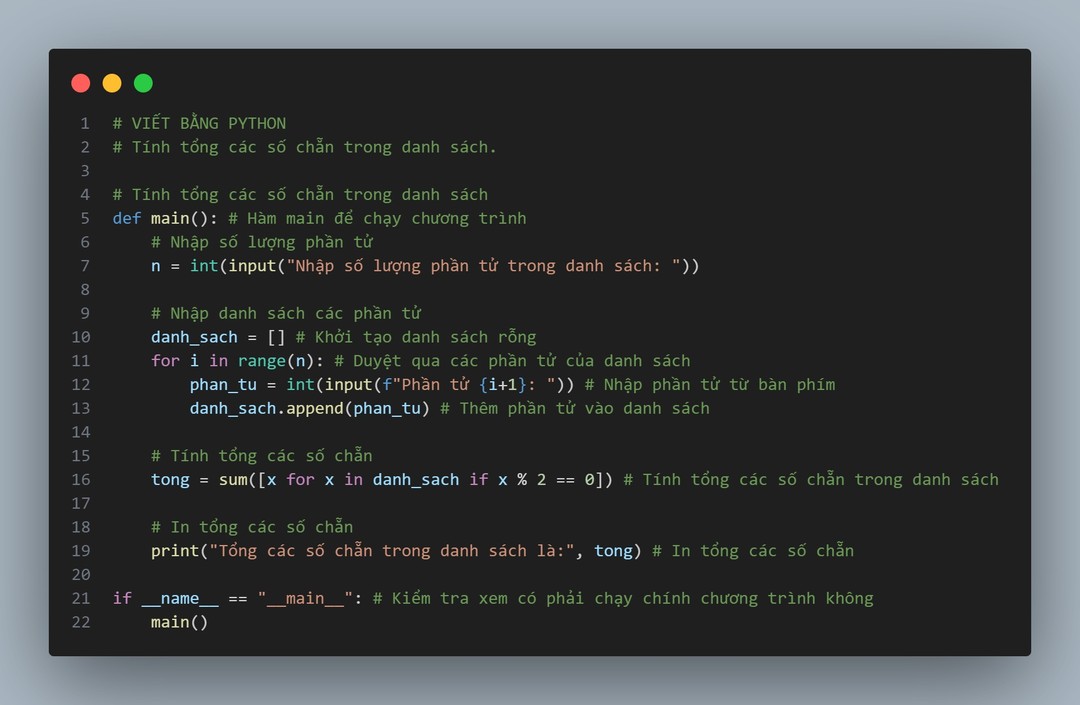 1 # VIẾT BẰNG PYTHON
2 # Tính tổng các số chẵn trong danh sách.
3
4 # Tính tổng các số chẵn trong danh sách
5 def main(): # Hàm main để chạy chương trình
6     # Nhập số lượng phần tử
7     n = int(input("Nhập số lượng phần tử trong danh sách: "))
8
9     # Nhập danh sách các phần tử
10     danh_sach = [] # Khởi tạo danh sách rỗng
11     for i in range(n): # Duyệt qua các phần tử của danh sách
12         phan_tu = int(input(f"Phần tử {i+1}: ")) # Nhập phần tử từ bàn phím
13         danh_sach.append(phan_tu) # Thêm phần tử vào danh sách
14
15     # Tính tổng các số chẵn
16     tong = sum([x for x in danh_sach if x % 2 == 0]) # Tính tổng các số chẵn trong danh sách
17
18     # In tổng các số chẵn
19     print("Tổng các số chẵn trong danh sách là:", tong) # In tổng các số chẵn
20
21 if __name__ == "__main__": # Kiểm tra xem có phải chạy chính chương trình không
22     main()